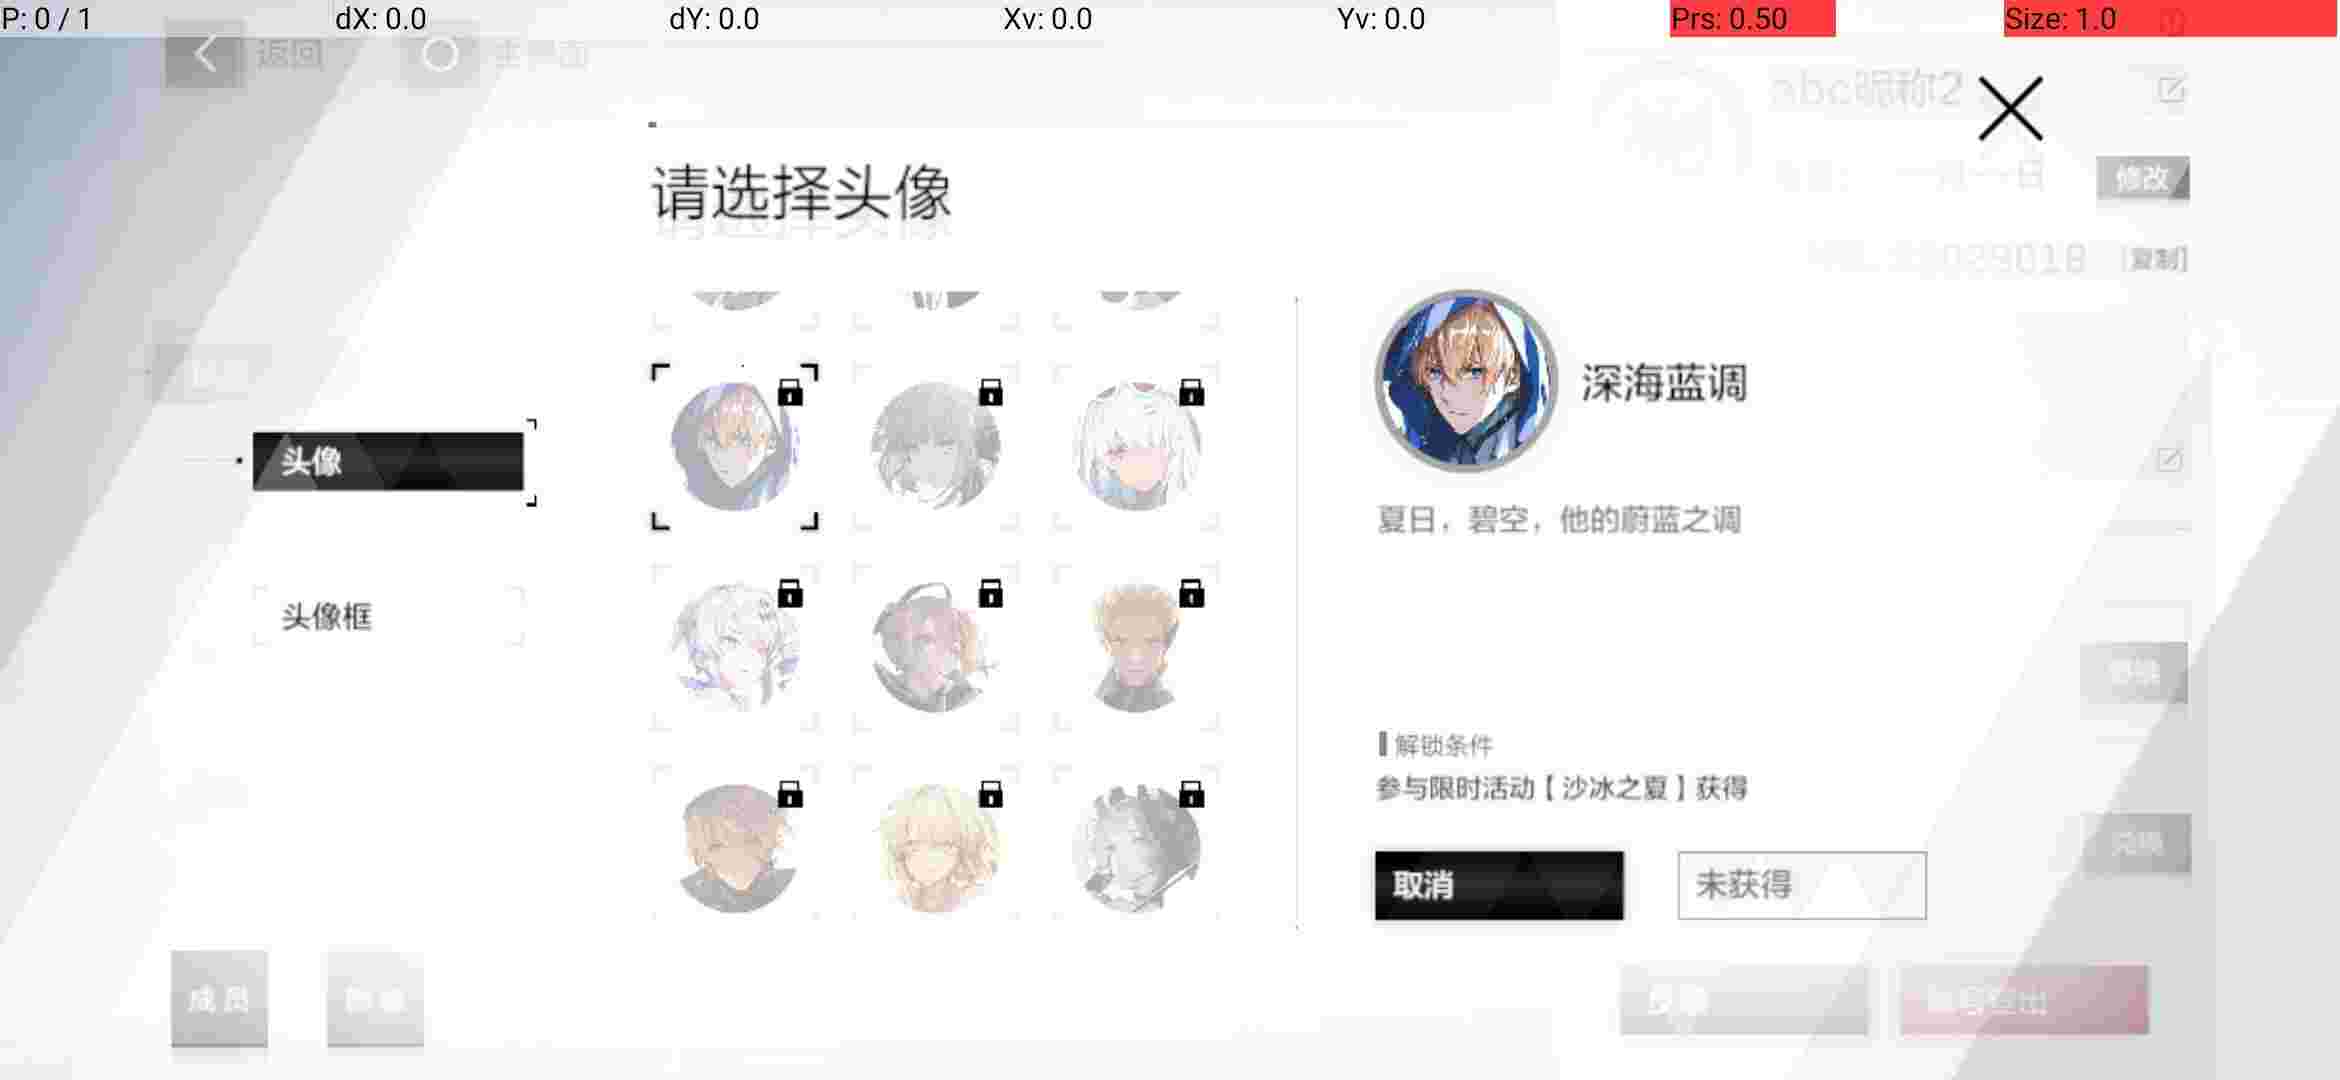 P: 0 / 1
dX: 0.0
dY: 0.0
Xv: 0.0
Yv: 0.0
Prs: 0.50
Size: 1.0
返回
主界面
abc昵称2
修改
请选择头像
[复制]
头像
头像框
深海蓝调
夏日，碧空，他的蔚蓝之调
解锁条件
参与限时活动【沙冰之夏】获得
取消
未获得
兑换
成员